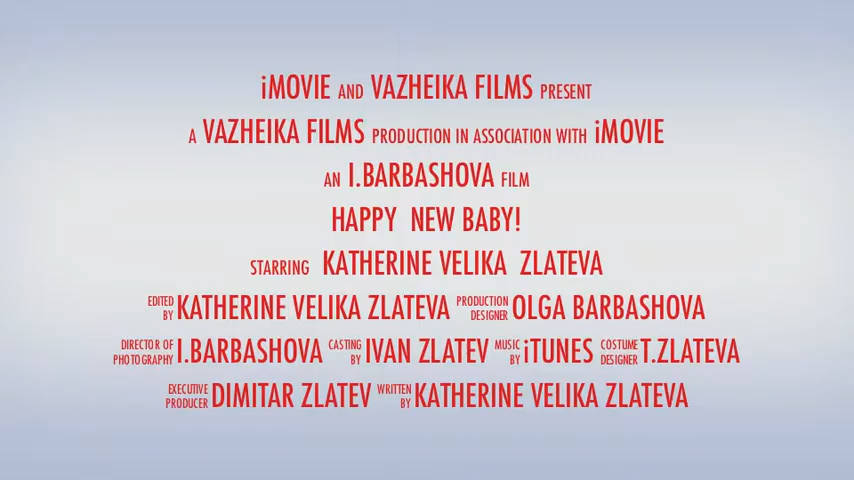 iMOVIE AND VAZHEIKA FILMS PRESENT
A VAZHEIKA FILMS PRODUCTION IN ASSOCIATION WITH iMOVIE
AN I.BARBASHOVA FILM
HAPPY NEW BABY!
STARRING KATHERINE VELIKA ZLATEVA
EDITED BY KATHERINE VELIKA ZLATEVA PRODUCTION DESIGNER OLGA BARBASHOVA
DIRECTOR OF PHOTOGRAPHY I.BARBASHOVA CASTING BY IVAN ZLATEV MUSIC BY iTUNES COSTUME DESIGNER T.ZLATEVA
EXECUTIVE PRODUCER DIMITAR ZLATEV WRITTEN BY KATHERINE VELIKA ZLATEVA